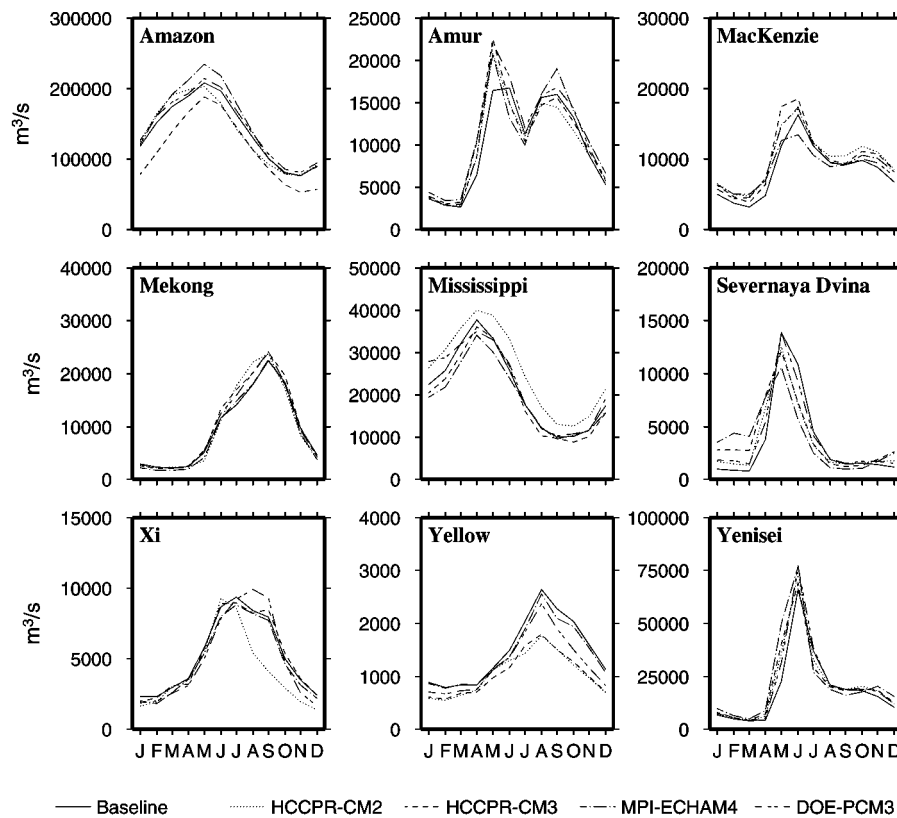 Amazon
Amur
MacKenzie
300000
200000
100000
0
m³/s
25000
20000
15000
10000
5000
0
30000
20000
10000
0
Mekong
Mississippi
Severnaya Dvina
40000
30000
20000
10000
0
m³/s
50000
40000
30000
20000
10000
0
20000
15000
10000
5000
0
Xi
Yellow
Yenisei
15000
10000
5000
0
m³/s
4000
3000
2000
1000
0
100000
75000
50000
25000
0
J F M A M J J A S O N D
J F M A M J J A S O N D
J F M A M J J A S O N D
Baseline HCCPR-CM2 HCCPR-CM3 MPI-ECHAM4 DOE-PCM3